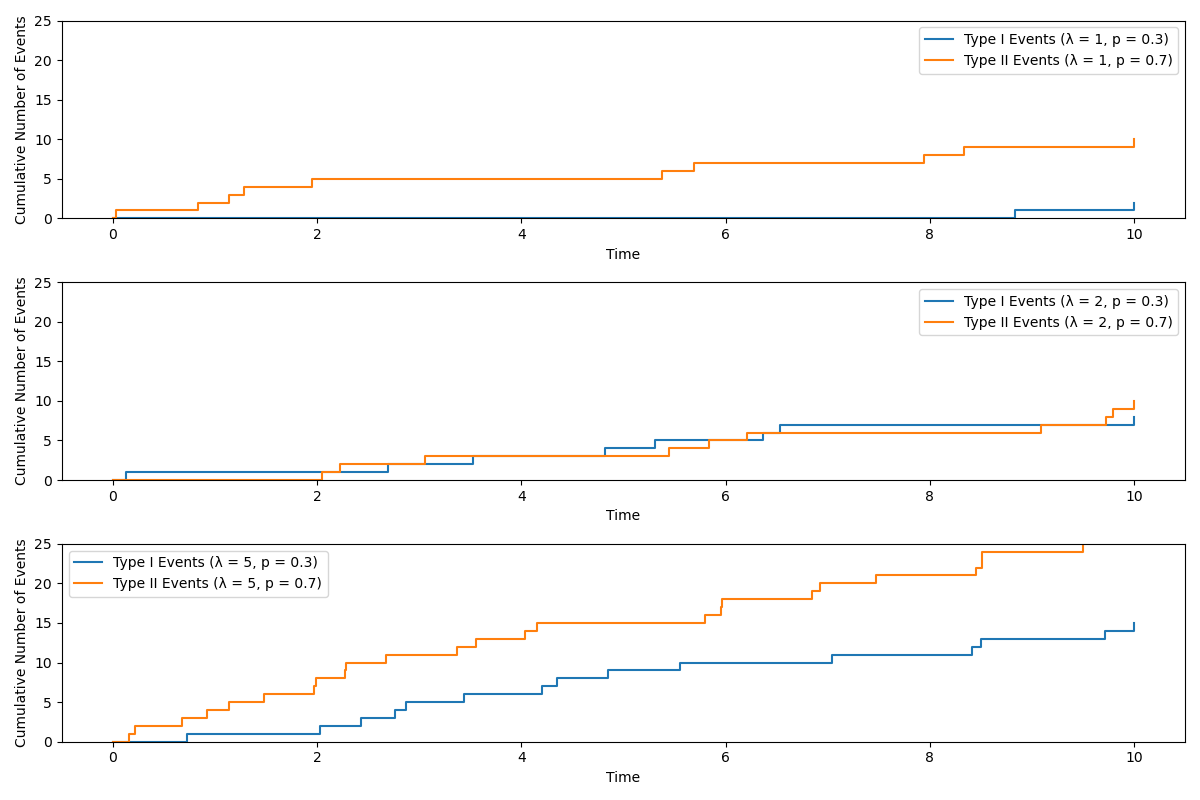 Cumulative Number of Events
25
20
15
10
5
0
Type I Events (λ = 1, p = 0.3)
Type II Events (λ = 1, p = 0.7)
0 2 4 6 8 10
Time
Cumulative Number of Events
25
20
15
10
5
0
Type I Events (λ = 2, p = 0.3)
Type II Events (λ = 2, p = 0.7)
0 2 4 6 8 10
Time
Cumulative Number of Events
25
20
15
10
5
0
Type I Events (λ = 5, p = 0.3)
Type II Events (λ = 5, p = 0.7)
0 2 4 6 8 10
Time